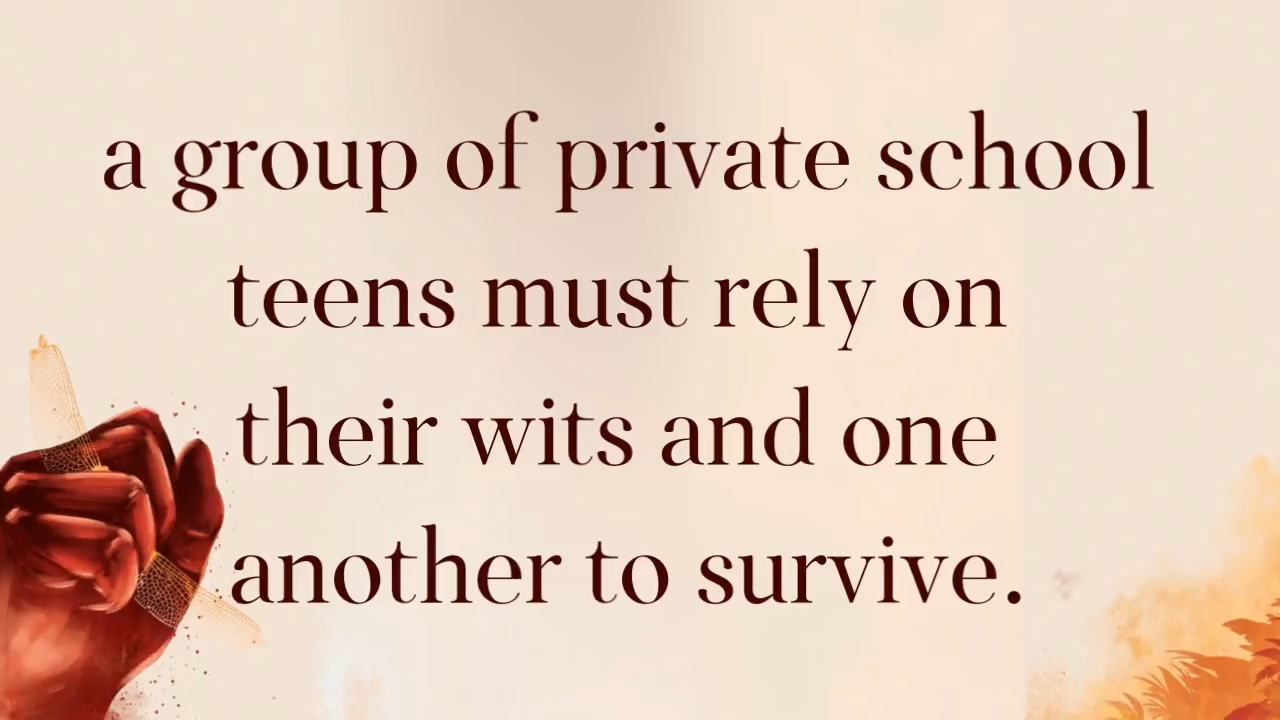 a group of private school
teens must rely on
their wits and one
another to survive.